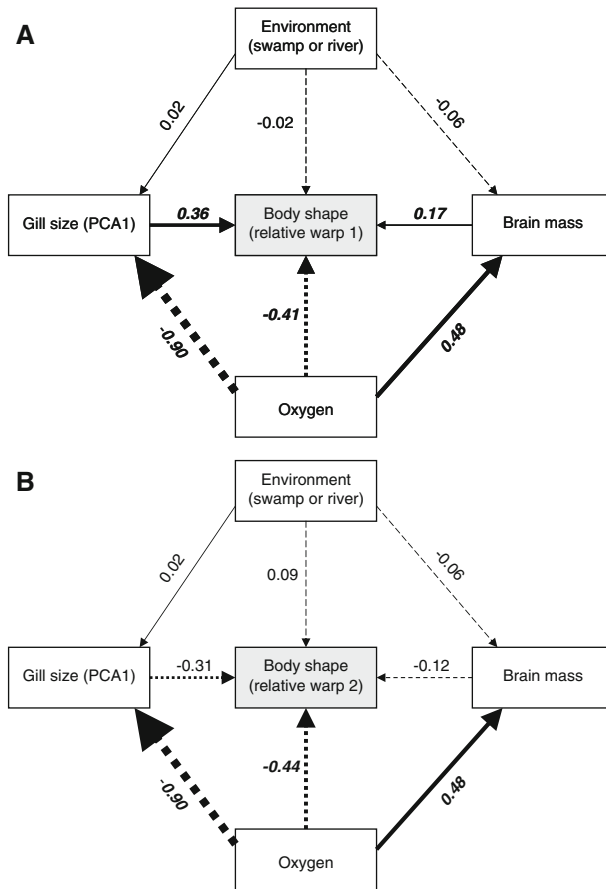 A
Environment
(swamp or river)
0.02
-0.02
-0.06
Gill size (PCA1)
0.36
Body shape
(relative warp 1)
0.17
Brain mass
-0.90
-0.41
0.48
Oxygen
B
Environment
(swamp or river)
0.02
0.09
-0.06
Gill size (PCA1)
-0.31
Body shape
(relative warp 2)
-0.12
Brain mass
-0.90
-0.44
0.48
Oxygen